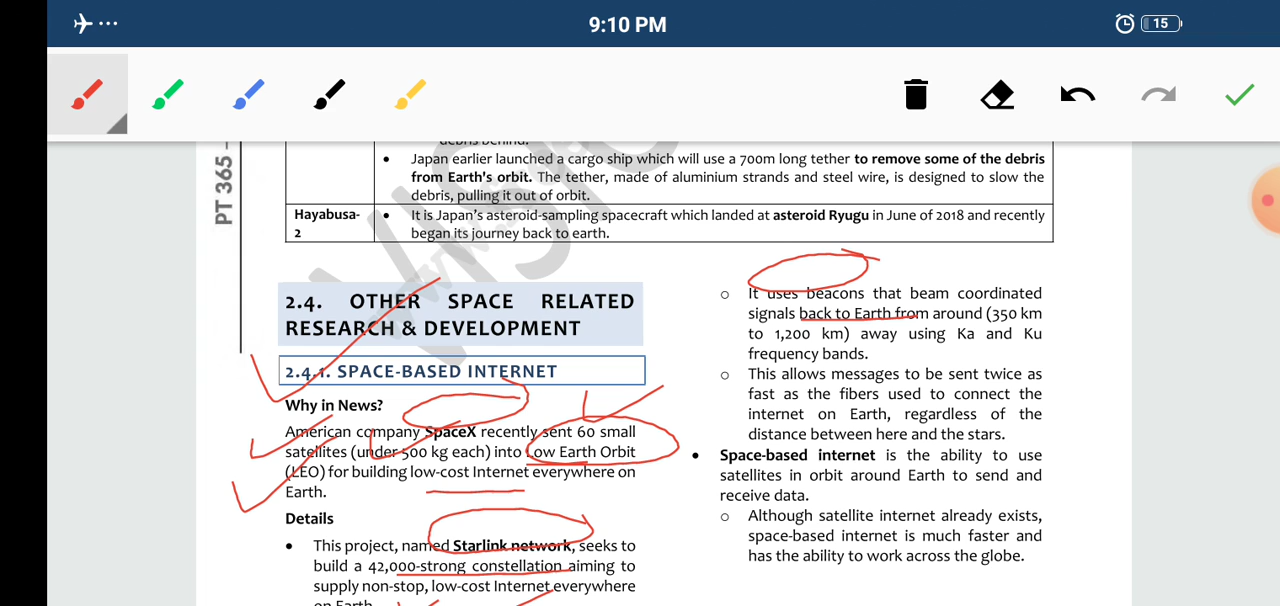 9:10 PM
15
PT 365 –
debris behind.
• Japan earlier launched a cargo ship which will use a 700m long tether to remove some of the debris
from Earth's orbit. The tether, made of aluminium strands and steel wire, is designed to slow the
debris, pulling it out of orbit.
Hayabusa-
2
• It is Japan's asteroid-sampling spacecraft which landed at asteroid Ryugu in June of 2018 and recently
began its journey back to earth.
2.4. OTHER SPACE RELATED
RESEARCH & DEVELOPMENT
2.4.1. SPACE-BASED INTERNET
Why in News?
American company SpaceX recently sent 60 small
satellites (under 500 kg each) into Low Earth Orbit
(LEO) for building low-cost Internet everywhere on
Earth.
Details
• This project, named Starlink network, seeks to
build a 42,000-strong constellation aiming to
supply non-stop, low-cost Internet everywhere
on Earth.
o It uses beacons that beam coordinated
signals back to Earth from around (350 km
to 1,200 km) away using Ka and Ku
frequency bands.
o This allows messages to be sent twice as
fast as the fibers used to connect the
internet on Earth, regardless of the
distance between here and the stars.
• Space-based internet is the ability to use
satellites in orbit around Earth to send and
receive data.
o Although satellite internet already exists,
space-based internet is much faster and
has the ability to work across the globe.